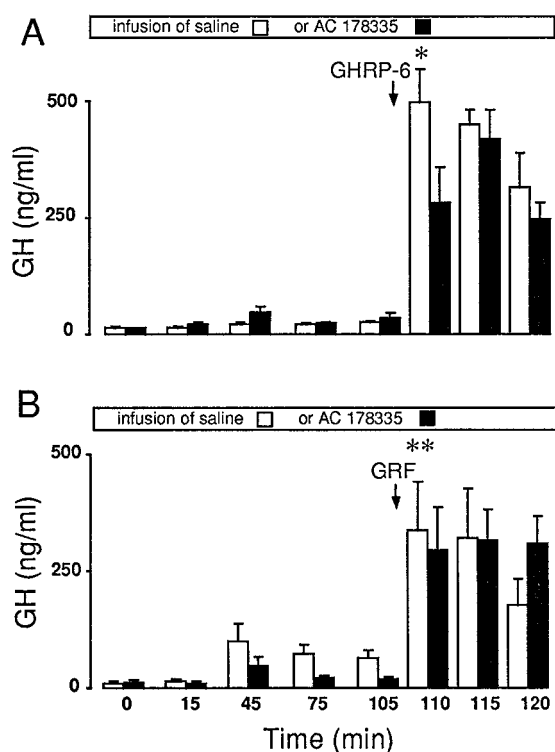 A
infusion of saline or AC 178335
*
GHRP-6
500
250
0
GH (ng/ml)
B
infusion of saline or AC 178335
**
GRF
500
250
0
GH (ng/ml)
0 15 45 75 105 110 115 120
Time (min)